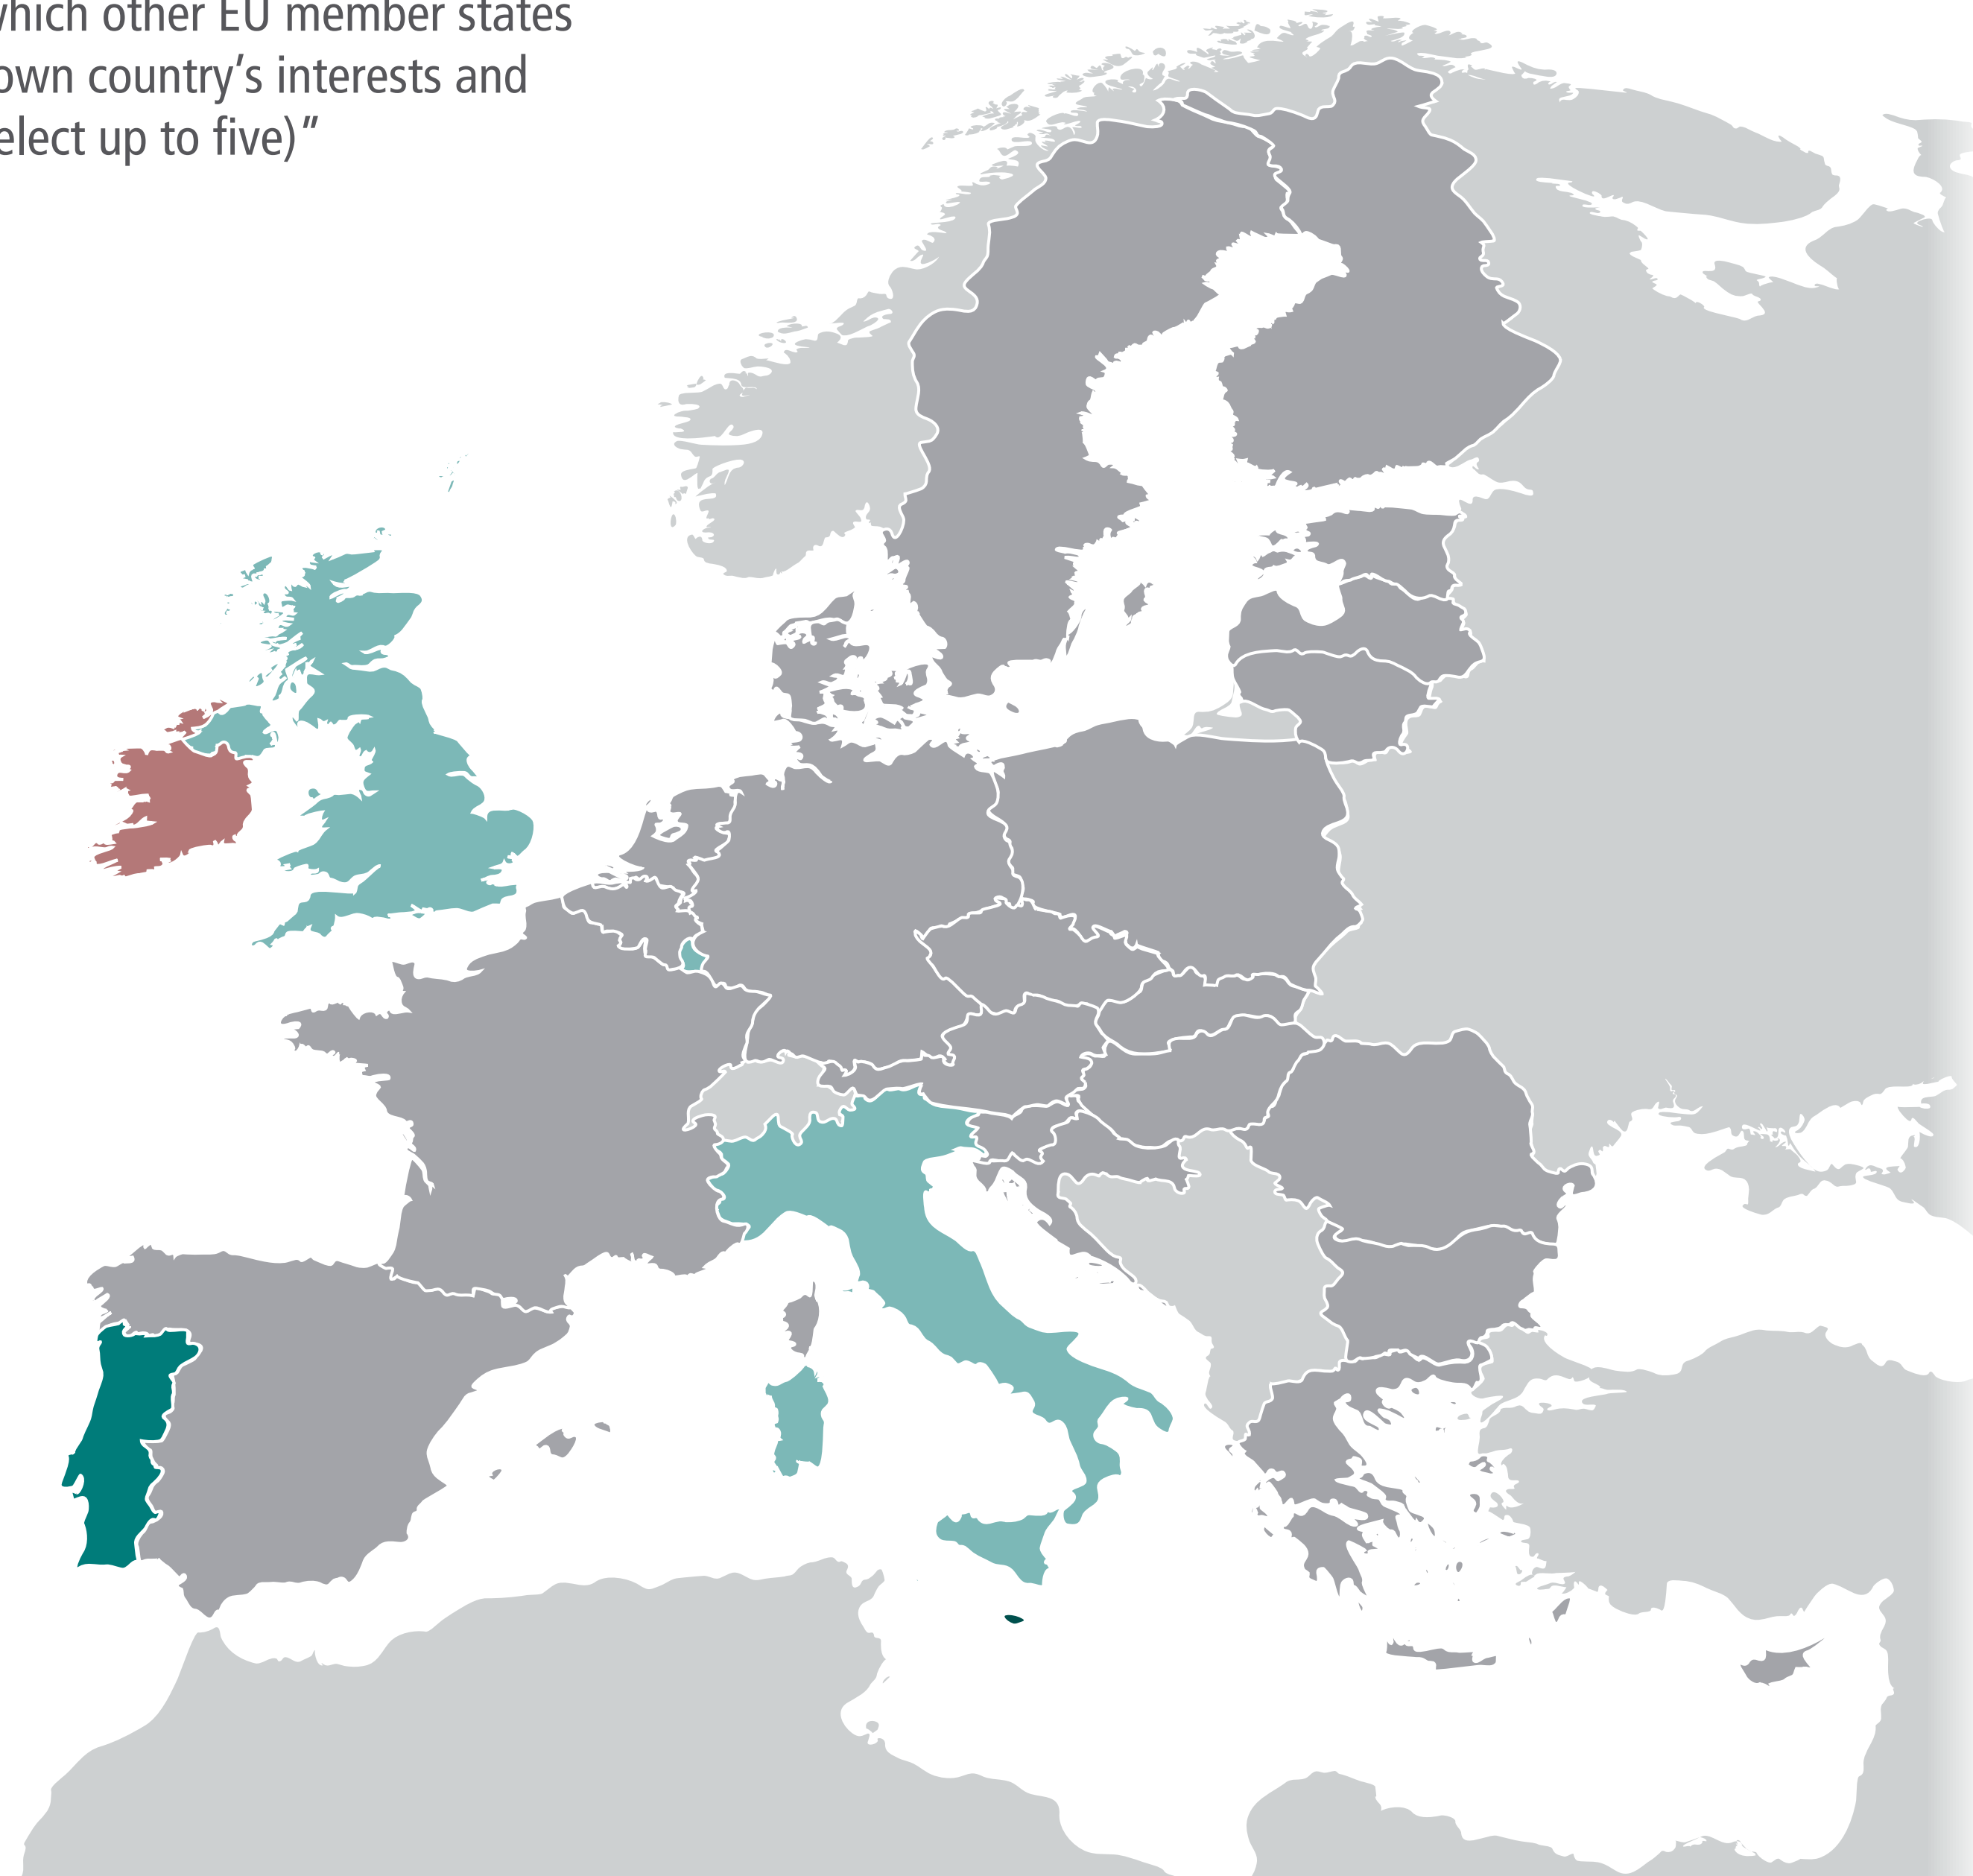 which other EU member states
own country's interests and
elect up to five)"